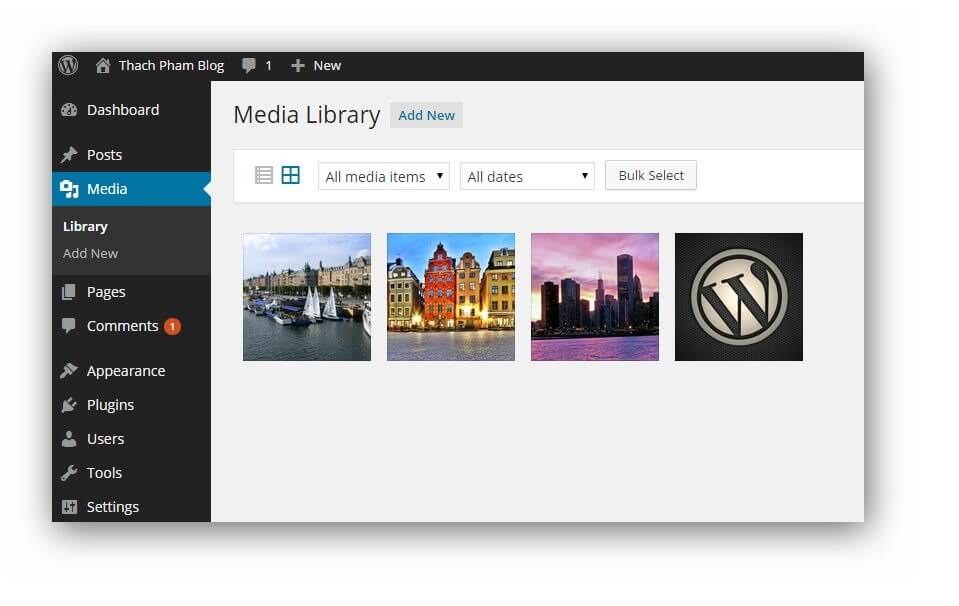 Thach Pham Blog 1 New
Dashboard
Posts
Media
Library
Add New
Pages
Comments 1
Appearance
Plugins
Users
Tools
Settings
Media Library Add New
All media items All dates Bulk Select